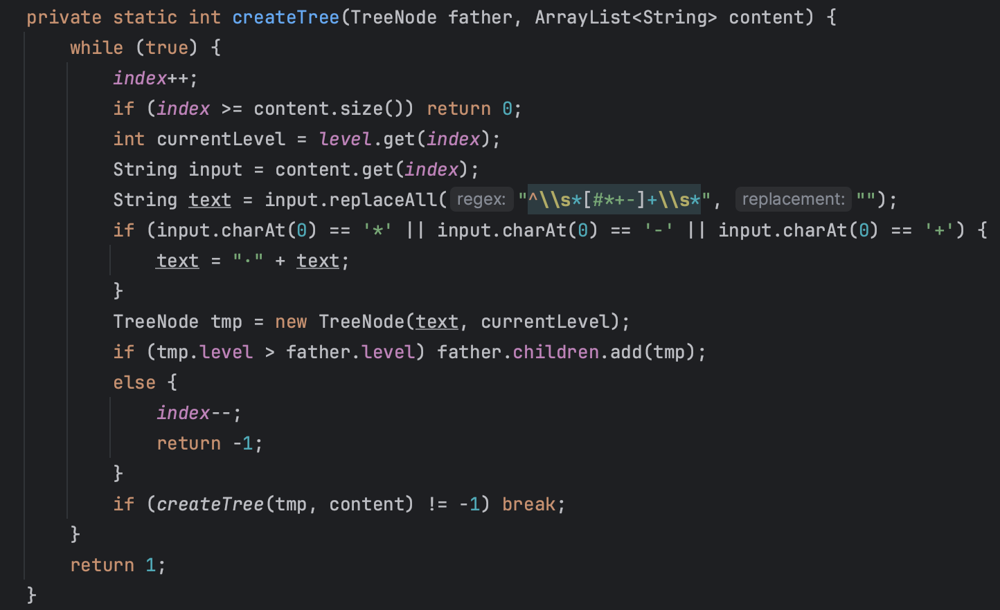 private static int createTree(TreeNode father, ArrayList<String> content) {
while (true) {
index++;
if (index >= content.size()) return 0;
int currentLevel = level.get(index);
String input = content.get(index);
String text = input.replaceAll( regex: "^\\s*[#*+-]+\\s*", replacement: "");
if (input.charAt(0) == '*' || input.charAt(0) == '-' || input.charAt(0) == '+') {
text = "·" + text;
}
TreeNode tmp = new TreeNode(text, currentLevel);
if (tmp.level > father.level) father.children.add(tmp);
else {
index--;
return -1;
}
if (createTree(tmp, content) != -1) break;
}
return 1;
}